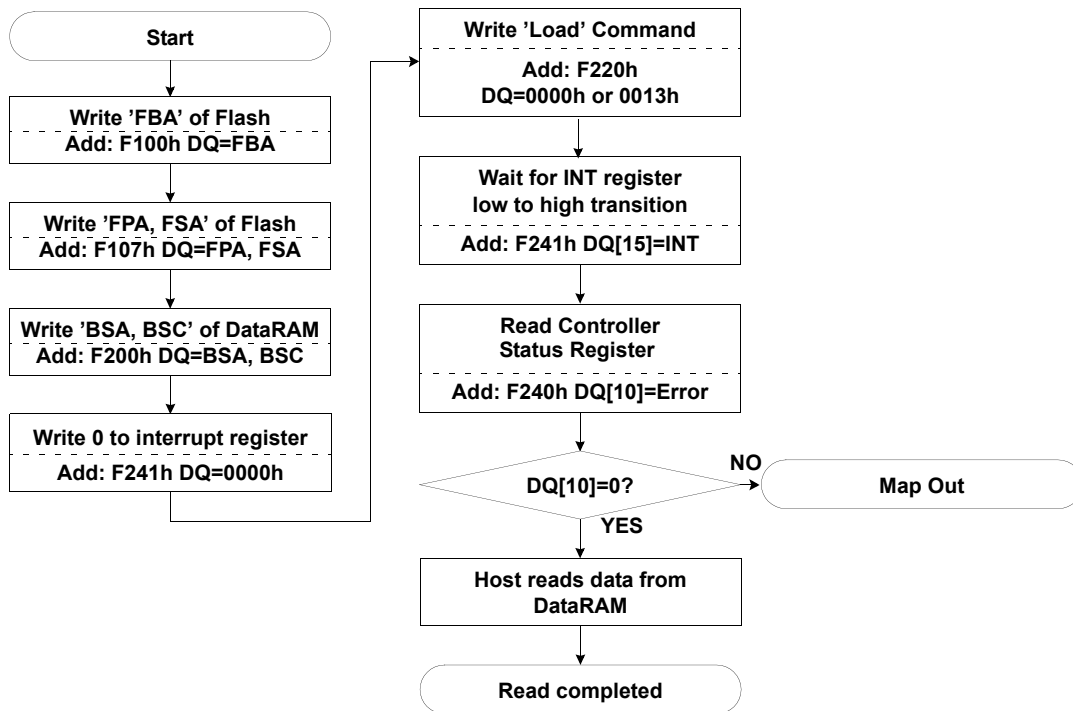 Start
Write ’FBA’ of Flash
Add: F100h DQ=FBA
Write ’FPA, FSA’ of Flash
Add: F107h DQ=FPA, FSA
Write ’BSA, BSC’ of DataRAM
Add: F200h DQ=BSA, BSC
Write 0 to interrupt register
Add: F241h DQ=0000h
Write ’Load’ Command
Add: F220h
DQ=0000h or 0013h
Wait for INT register
low to high transition
Add: F241h DQ[15]=INT
Read Controller
Status Register
Add: F240h DQ[10]=Error
DQ[10]=0?
NO
Map Out
YES
Host reads data from
DataRAM
Read completed